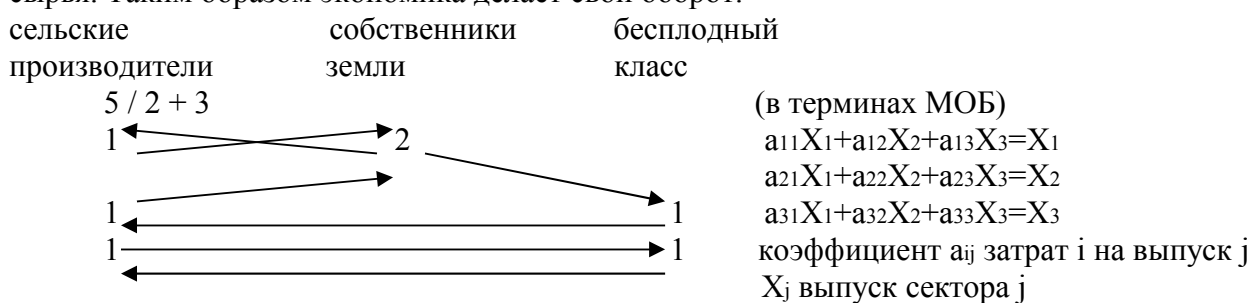 сырья. Таким образом экономика делает свой оборот.
сельские собственники бесплодный
производители земли класс
5 / 2 + 3 (в терминах МОБ)
1 2 a11X1+a12X2+a13X3=X1
a21X1+a22X2+a23X3=X2
1 1 a31X1+a32X2+a33X3=X3
1 1 коэффициент aij затрат i на выпуск j
Xj выпуск сектора j